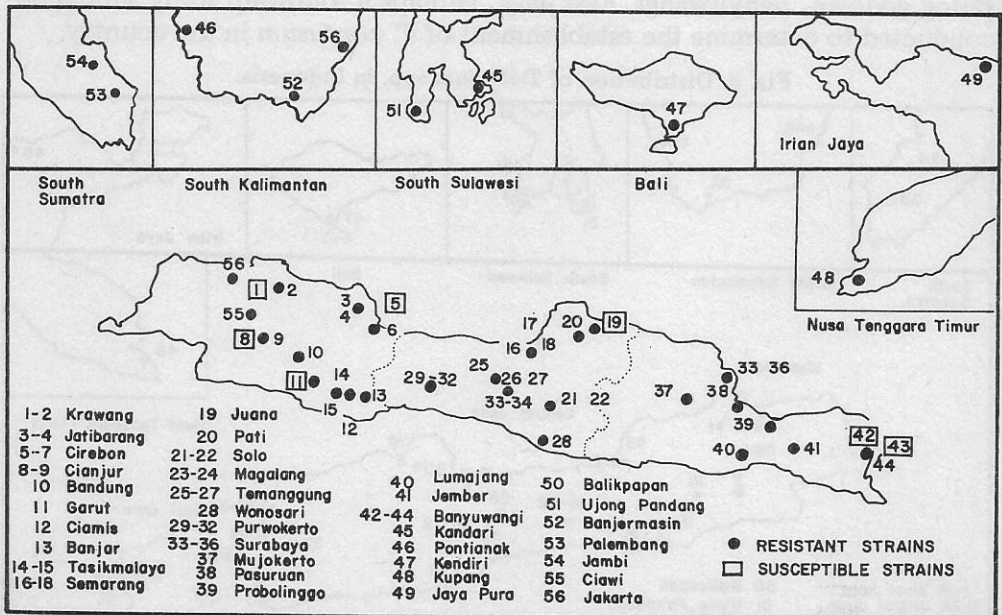 46
56
54
53
52
45
51
47
49
Irian Jaya
South
Sumatra
South Kalimantan
South Sulawesi
Bali
48
Nusa Tenggara Timur
56
1 2
3
4
5
6
55
8 9
10
11
14
15
12
13
17
16 18
20 19
25
26 27
29-32
33-34
21 22
28
37
38
33 36
39
40
41
42
43
44
1-2 Krawang
3-4 Jatibarang
5-7 Cirebon
8-9 Cianjur
10 Bandung
11 Garut
12 Ciamis
13 Banjar
14-15 Tasikmalaya
16-18 Semarang
19 Juana
20 Pati
21-22 Solo
23-24 Magalang
25-27 Temanggung
28 Wonosari
29-32 Purwokerto
33-36 Surabaya
37 Mujokerto
38 Pasuruan
39 Probolinggo
40 Lumajang
41 Jember
42-44 Banyuwangi
45 Kandari
46 Pontianak
47 Kendiri
48 Kupang
49 Jaya Pura
50 Balikpapan
51 Ujong Pandang
52 Banjermasin
53 Palembang
54 Jambi
55 Ciawi
56 Jakarta
RESISTANT STRAINS
SUSCEPTIBLE STRAINS